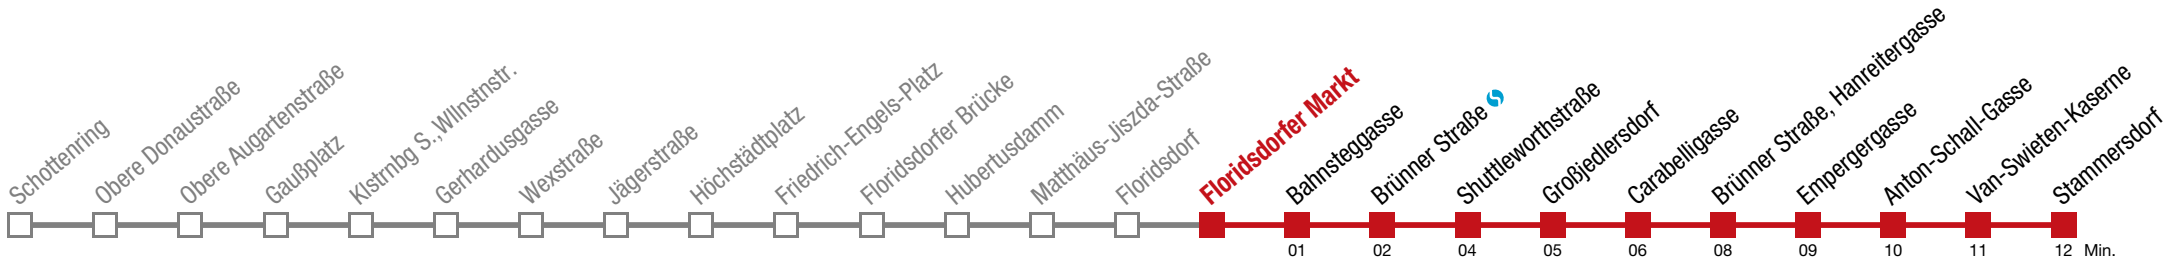 Schottenring
Obere Donaustraße
Obere Augartenstraße
Gaußplatz
Klstrnbg S.,Wllnstnstr.
Gerhardusgasse
Wexstraße
Jägerstraße
Höchstädtplatz
Friedrich-Engels-Platz
Floridsdorfer Brücke
Hubertusdamm
Matthäus-Jiszda-Straße
Floridsdorf
Floridsdorfer Markt
Bahnsteggasse
Brünner Straße
Shuttleworthstraße
Großjedlersdorf
Carabelligasse
Brünner Straße, Hanreitergasse
Empergergasse
Anton-Schall-Gasse
Van-Swieten-Kaserne
Stammersdorf
01 02 04 05 06 08 09 10 11 12 Min.